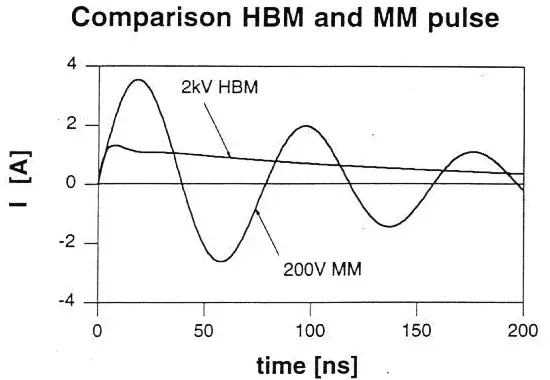 Comparison HBM and MM pulse
4
2kV HBM
2
I [A]
0
-2
200V MM
-4
0 50 100 150 200
time [ns]